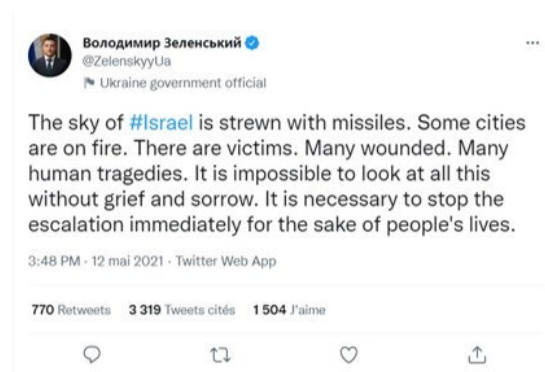 Володимир Зеленський
@ZelenskyyUa
Ukraine government official
The sky of #Israel is strewn with missiles. Some cities
are on fire. There are victims. Many wounded. Many
human tragedies. It is impossible to look at all this
without grief and sorrow. It is necessary to stop the
escalation immediately for the sake of people's lives.
3:48 PM · 12 mai 2021 · Twitter Web App
770 Retweets 3 319 Tweets cités 1 504 J'aime